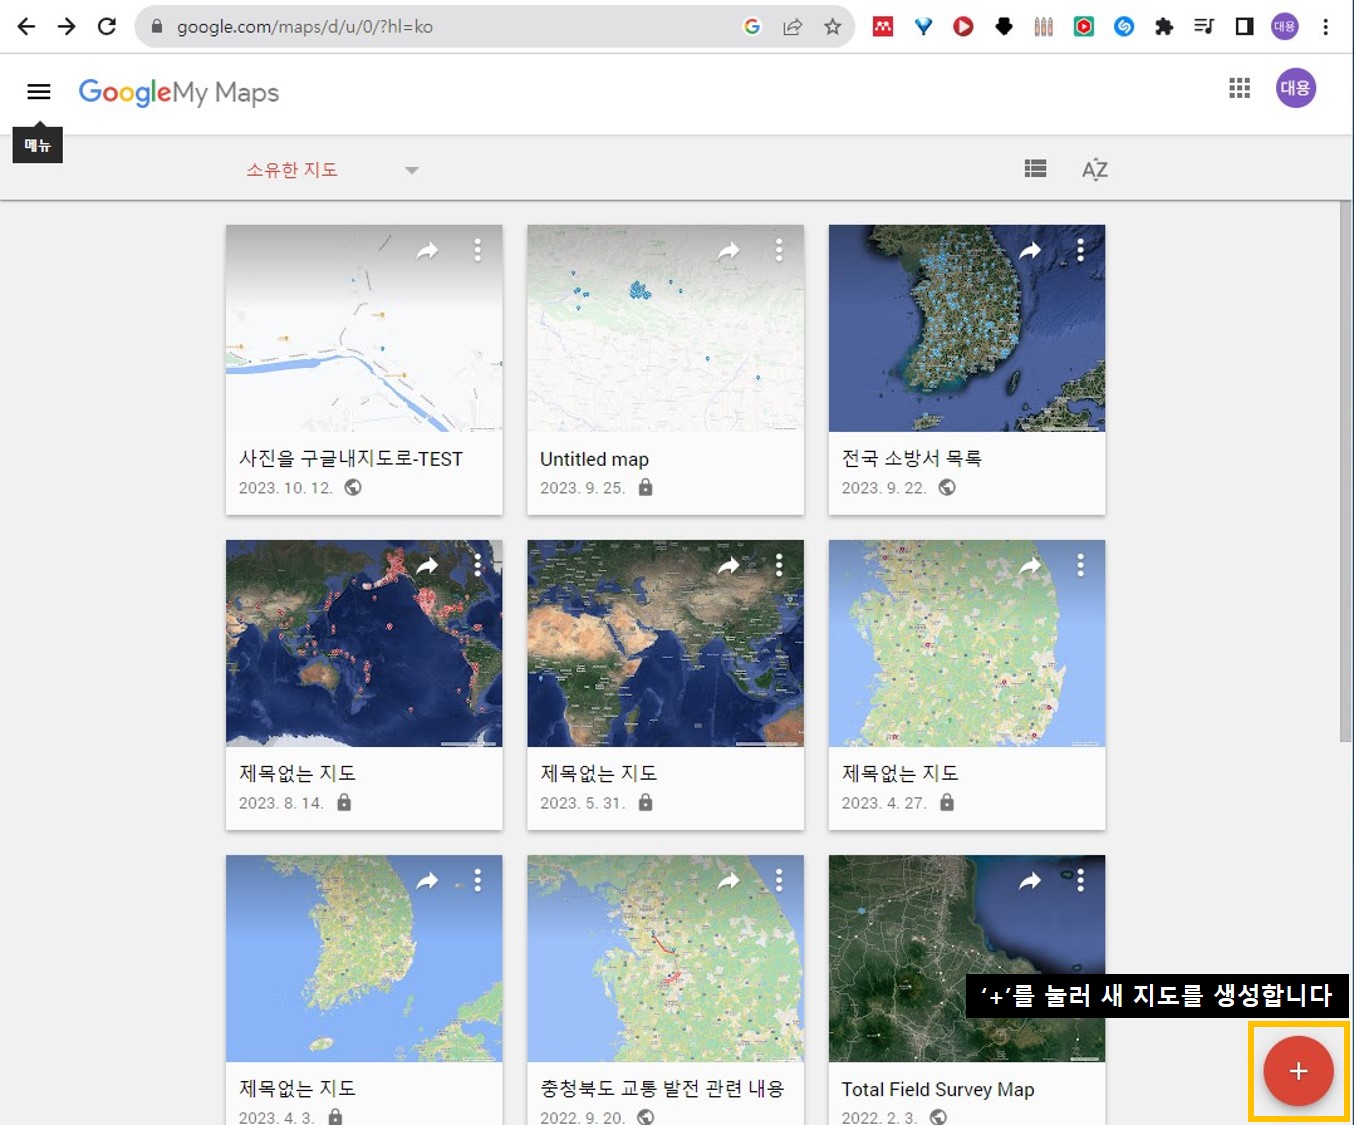 google.com/maps/d/u/0/?hl=ko
대용
GoogleMy Maps
대용
메뉴
소유한 지도
AZ
사진을 구글내지도로-TEST
2023. 10. 12.
Untitled map
2023. 9. 25.
전국 소방서 목록
2023. 9. 22.
제목없는 지도
2023. 8. 14.
제목없는 지도
2023. 5. 31.
제목없는 지도
2023. 4. 27.
제목없는 지도
2023. 4. 3.
충청북도 교통 발전 관련 내용
2022. 9. 20.
Total Field Survey Map
2022. 2. 3.
‘+’를 눌러 새 지도를 생성합니다